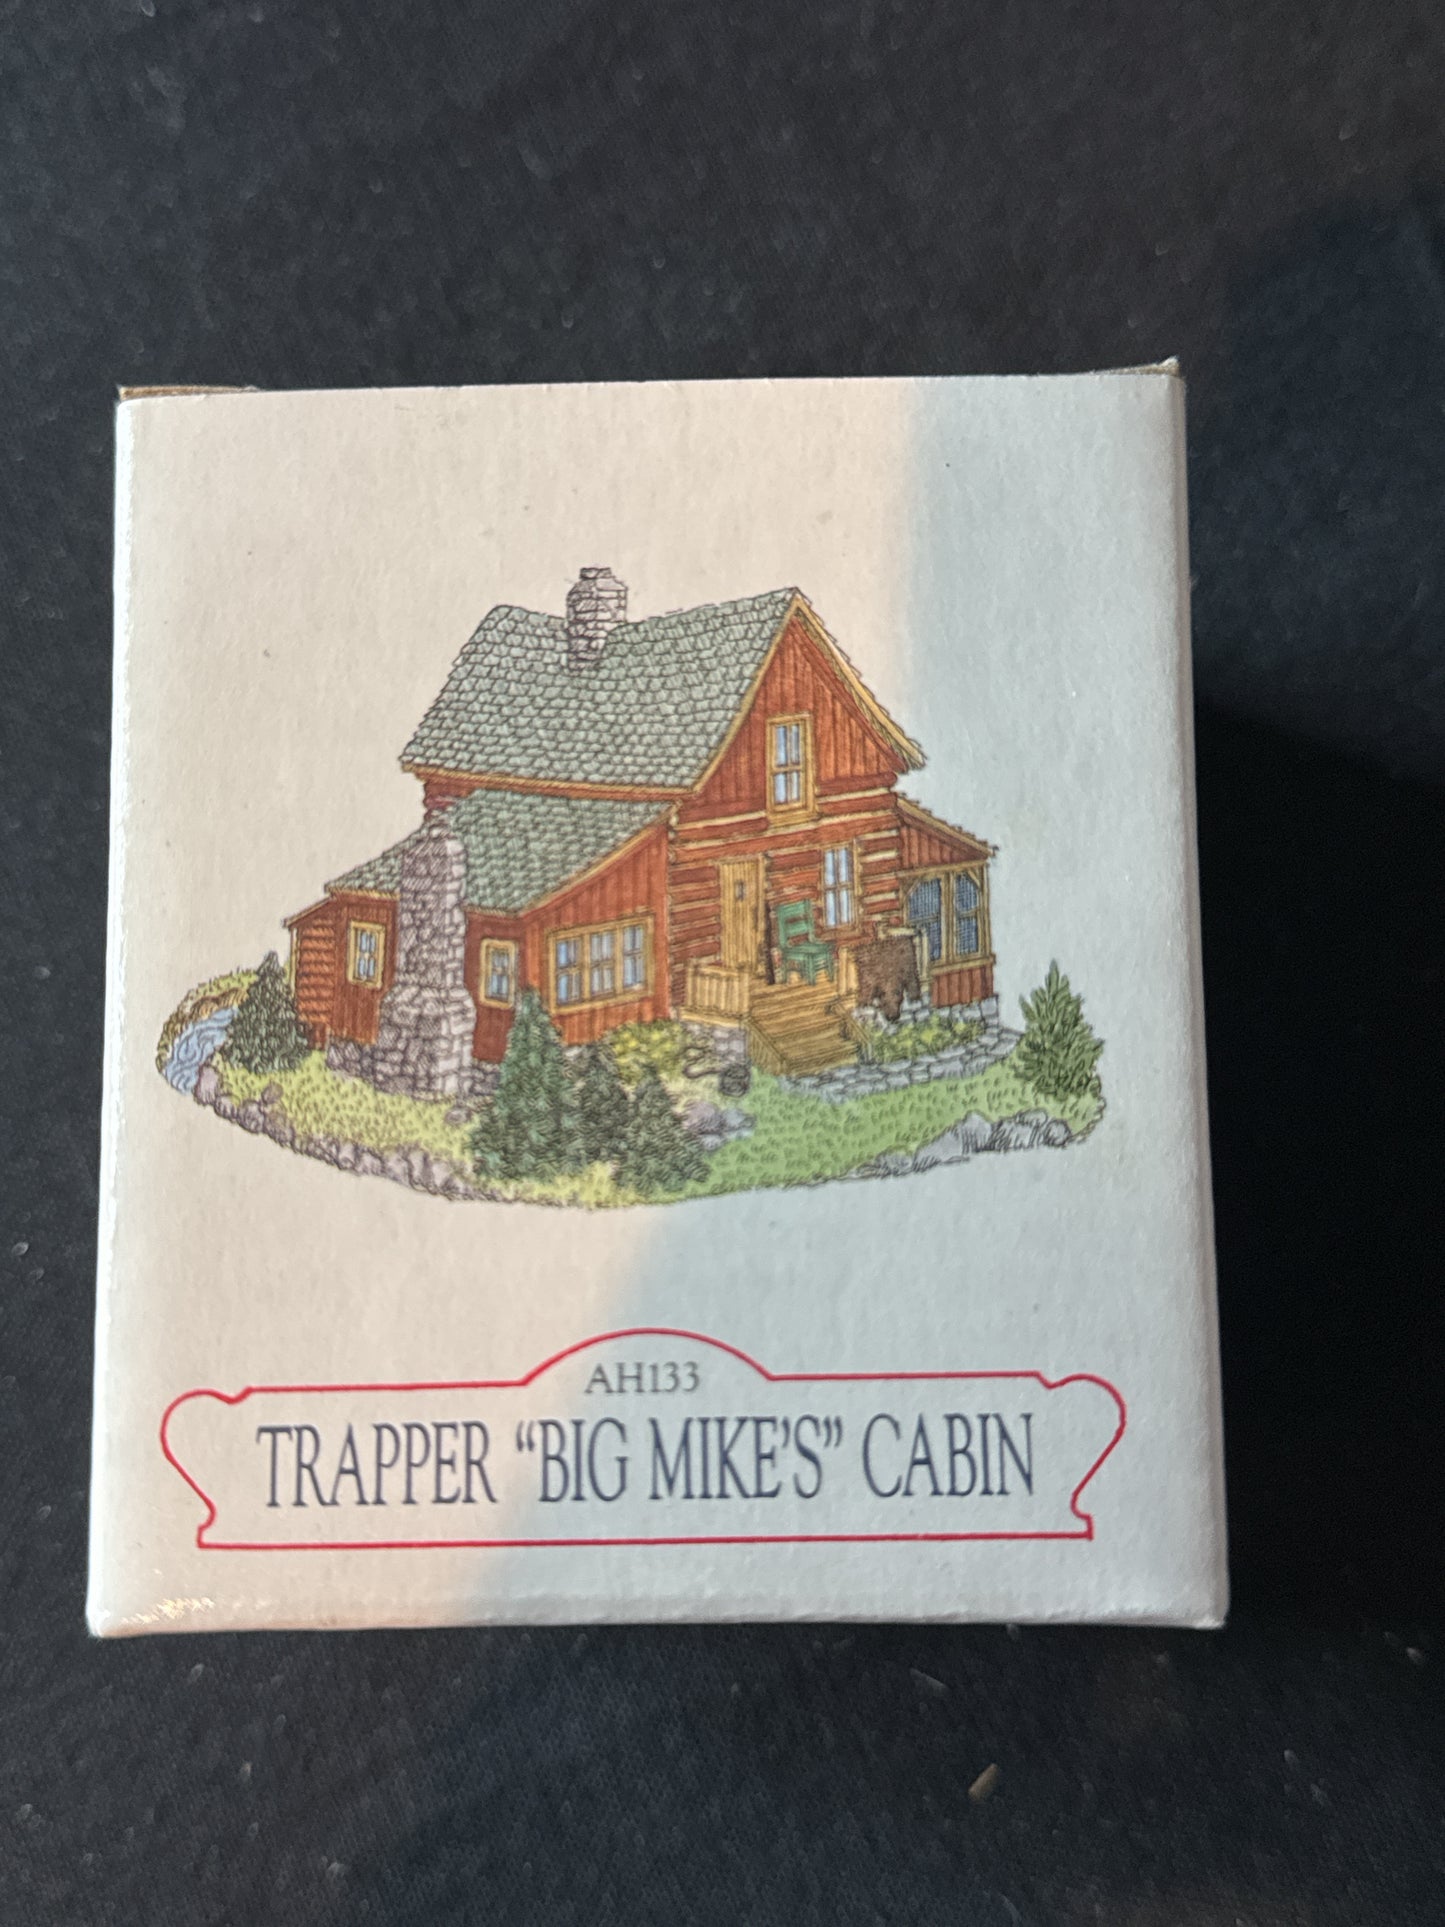 AH133
TRAPPER “BIG MIKE’S” CABIN